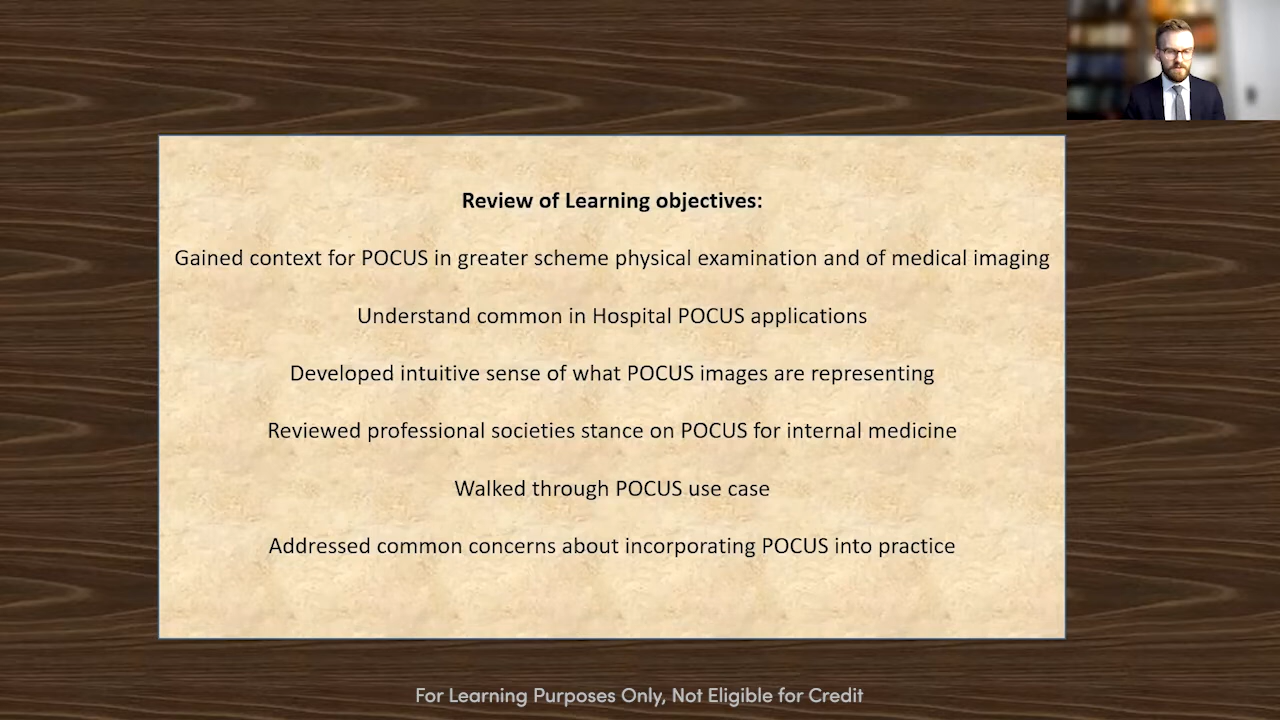 Review of Learning objectives:
Gained context for POCUS in greater scheme physical examination and of medical imaging
Understand common in Hospital POCUS applications
Developed intuitive sense of what POCUS images are representing
Reviewed professional societies stance on POCUS for internal medicine
Walked through POCUS use case
Addressed common concerns about incorporating POCUS into practice
For Learning Purposes Only, Not Eligible for Credit